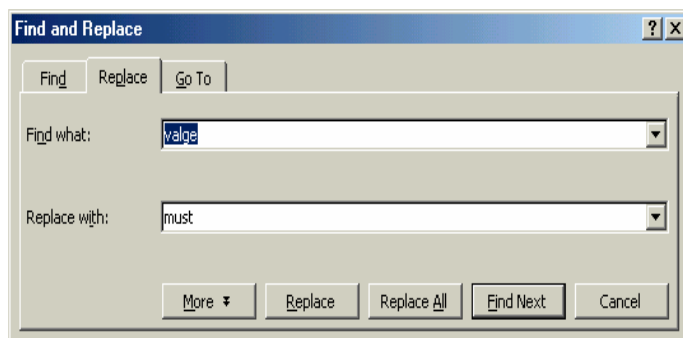 Find and Replace
Find Replace Go To
Find what: valge
Replace with: must
More Replace Replace All Find Next Cancel